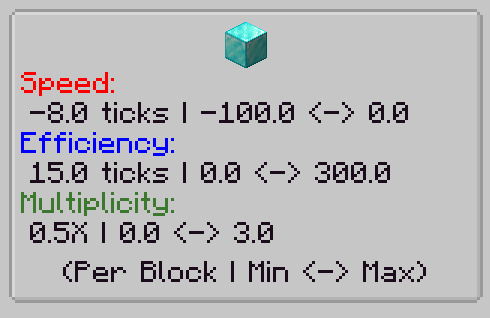 Speed:
-8.0 ticks | -100.0 <-> 0.0
Efficiency:
15.0 ticks | 0.0 <-> 300.0
Multiplicity:
0.5X | 0.0 <-> 3.0
(Per Block | Min <-> Max)